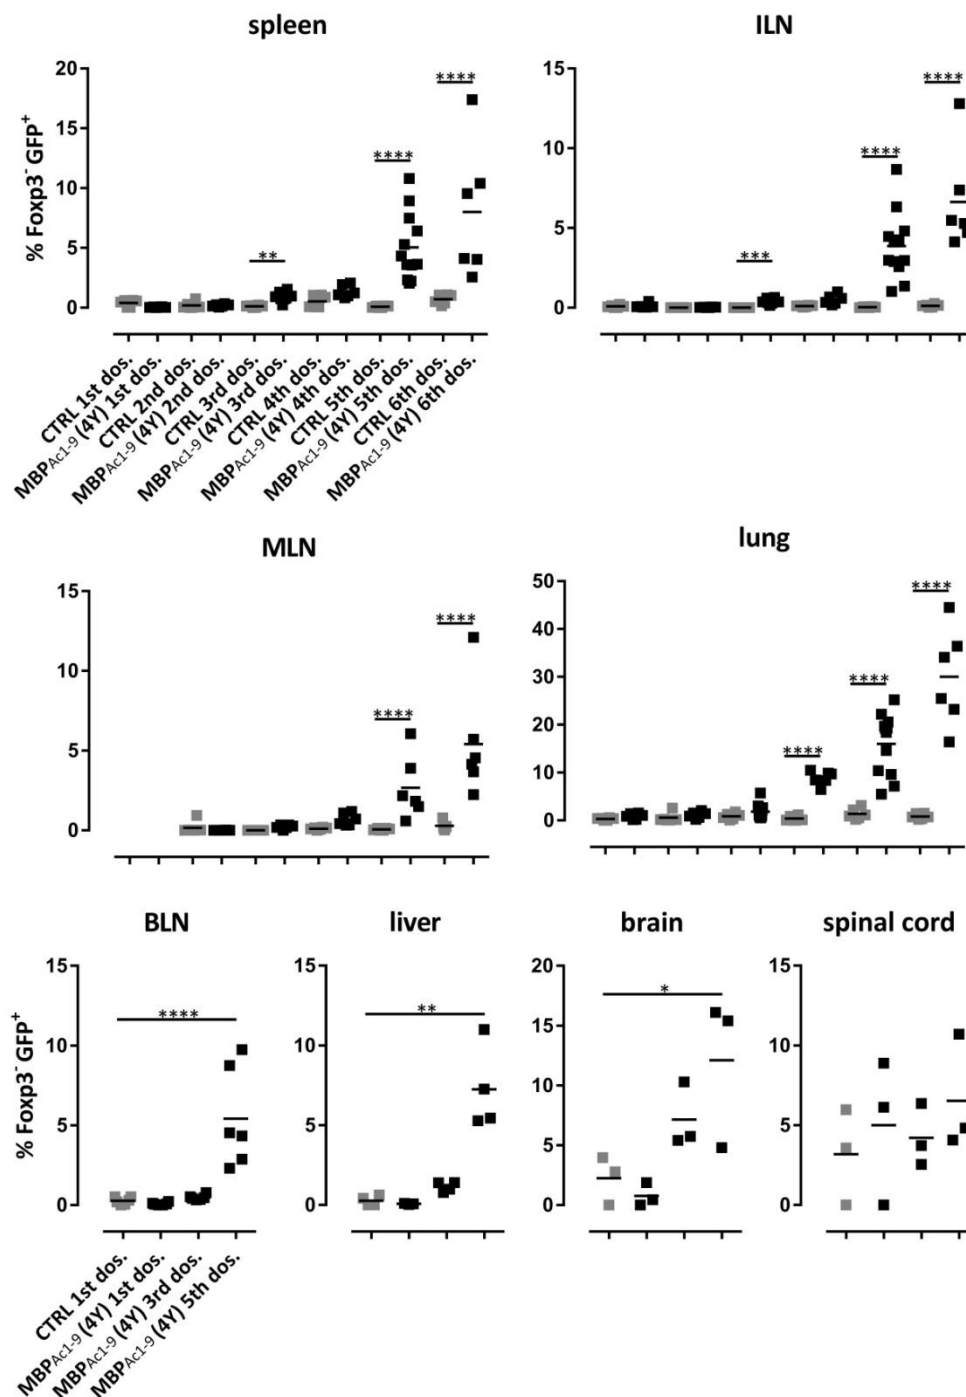 spleen
ILN
% Foxp3⁻ GFP⁺
20
15
10
5
0
****
****
**
15
10
5
0
****
****
***
CTRL 1st dos.
MBPAc1-9 (4Y) 1st dos.
CTRL 2nd dos.
MBPAc1-9 (4Y) 2nd dos.
CTRL 3rd dos.
MBPAc1-9 (4Y) 3rd dos.
CTRL 4th dos.
MBPAc1-9 (4Y) 4th dos.
CTRL 5th dos.
MBPAc1-9 (4Y) 5th dos.
CTRL 6th dos.
MBPAc1-9 (4Y) 6th dos.
MLN
lung
15
10
5
0
****
****
50
40
30
20
10
0
****
****
****
BLN
liver
brain
spinal cord
% Foxp3⁻ GFP⁺
15
10
5
0
****
15
10
5
0
**
20
15
10
5
0
*
15
10
5
0
CTRL 1st dos.
MBPAc1-9 (4Y) 1st dos.
MBPAc1-9 (4Y) 3rd dos.
MBPAc1-9 (4Y) 5th dos.